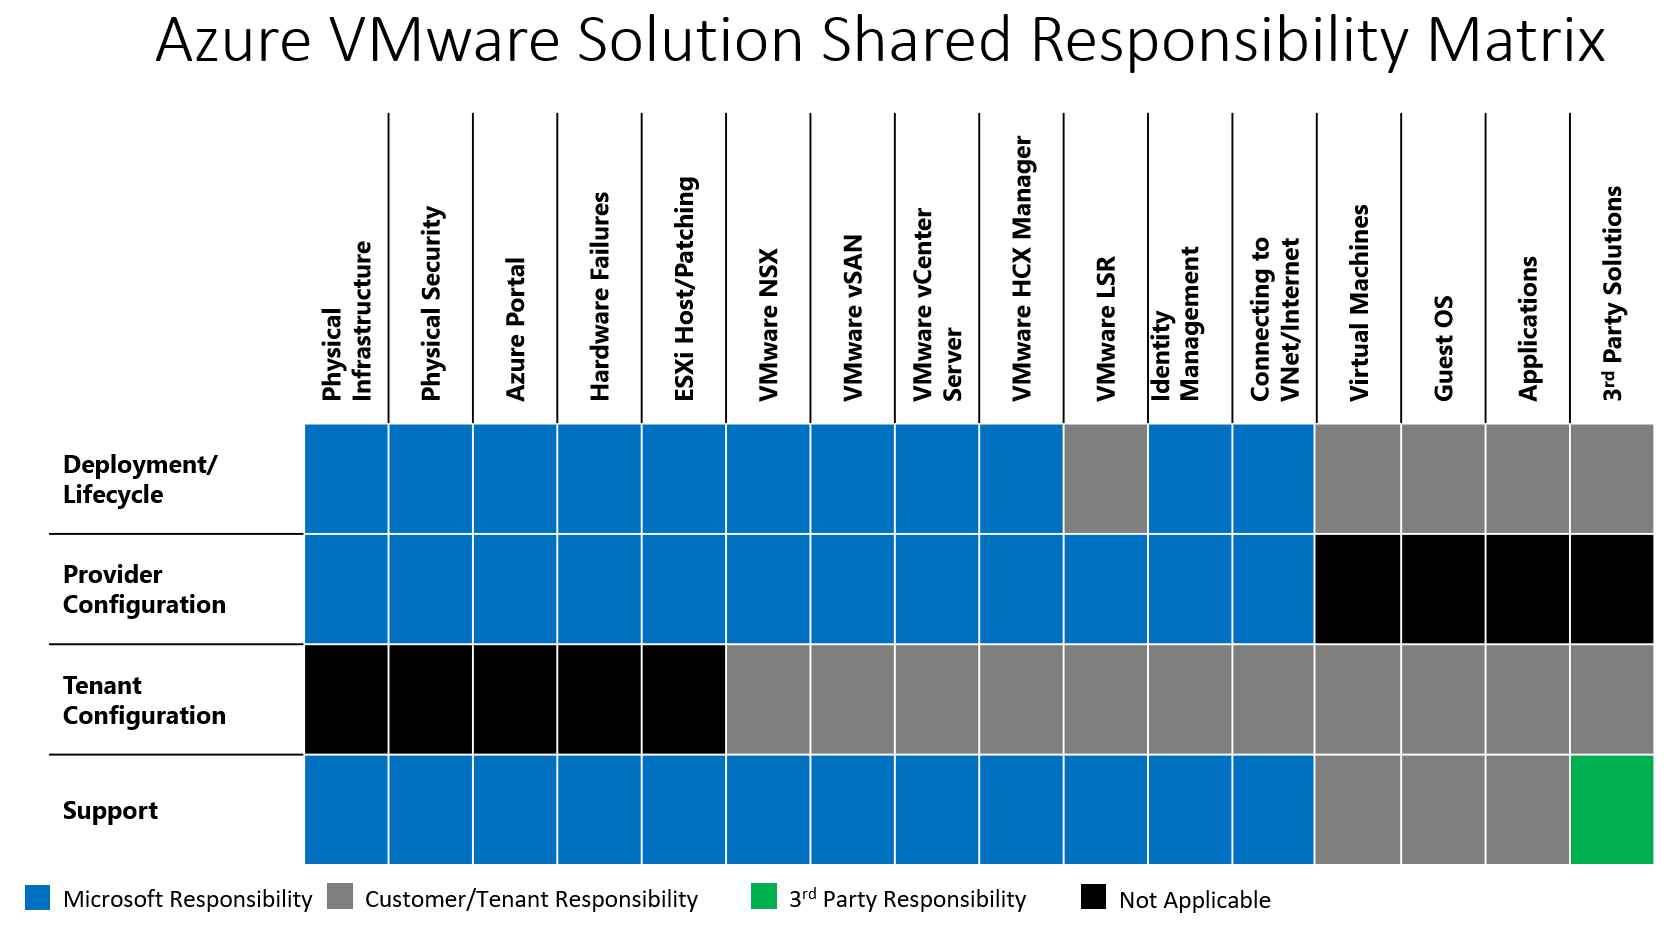 Azure VMware Solution Shared Responsibility Matrix
Physical
Infrastructure
Physical Security
Azure Portal
Hardware Failures
ESXi Host/Patching
VMware NSX
VMware vSAN
VMware vCenter
Server
VMware HCX Manager
VMware LSR
Identity
Management
Connecting to
VNet/Internet
Virtual Machines
Guest OS
Applications
3rd Party Solutions
Deployment/
Lifecycle
Provider
Configuration
Tenant
Configuration
Support
Microsoft Responsibility
Customer/Tenant Responsibility
3rd Party Responsibility
Not Applicable